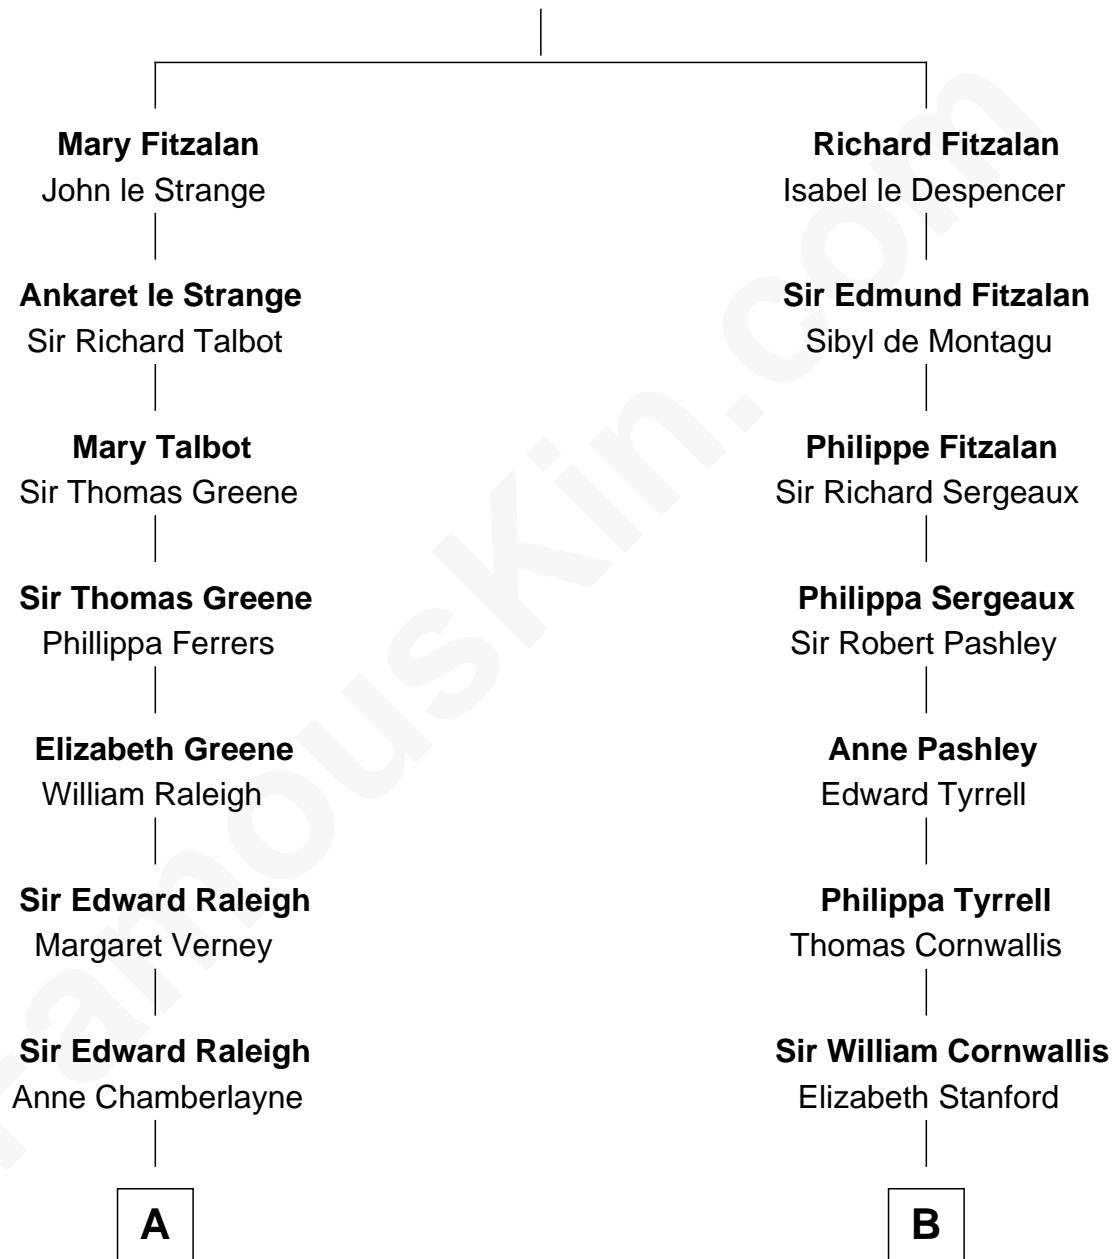 Mary Fitzalan
John le Strange
Ankaret le Strange
Sir Richard Talbot
Mary Talbot
Sir Thomas Greene
Sir Thomas Greene
Phillippa Ferrers
Elizabeth Greene
William Raleigh
Sir Edward Raleigh
Margaret Verney
Sir Edward Raleigh
Anne Chamberlayne
A
Richard Fitzalan
Isabel le Despencer
Sir Edmund Fitzalan
Sibyl de Montagu
Philippe Fitzalan
Sir Richard Sergeaux
Philippa Sergeaux
Sir Robert Pashley
Anne Pashley
Edward Tyrrell
Philippa Tyrrell
Thomas Cornwallis
Sir William Cornwallis
Elizabeth Stanford
B
FamousKin.com